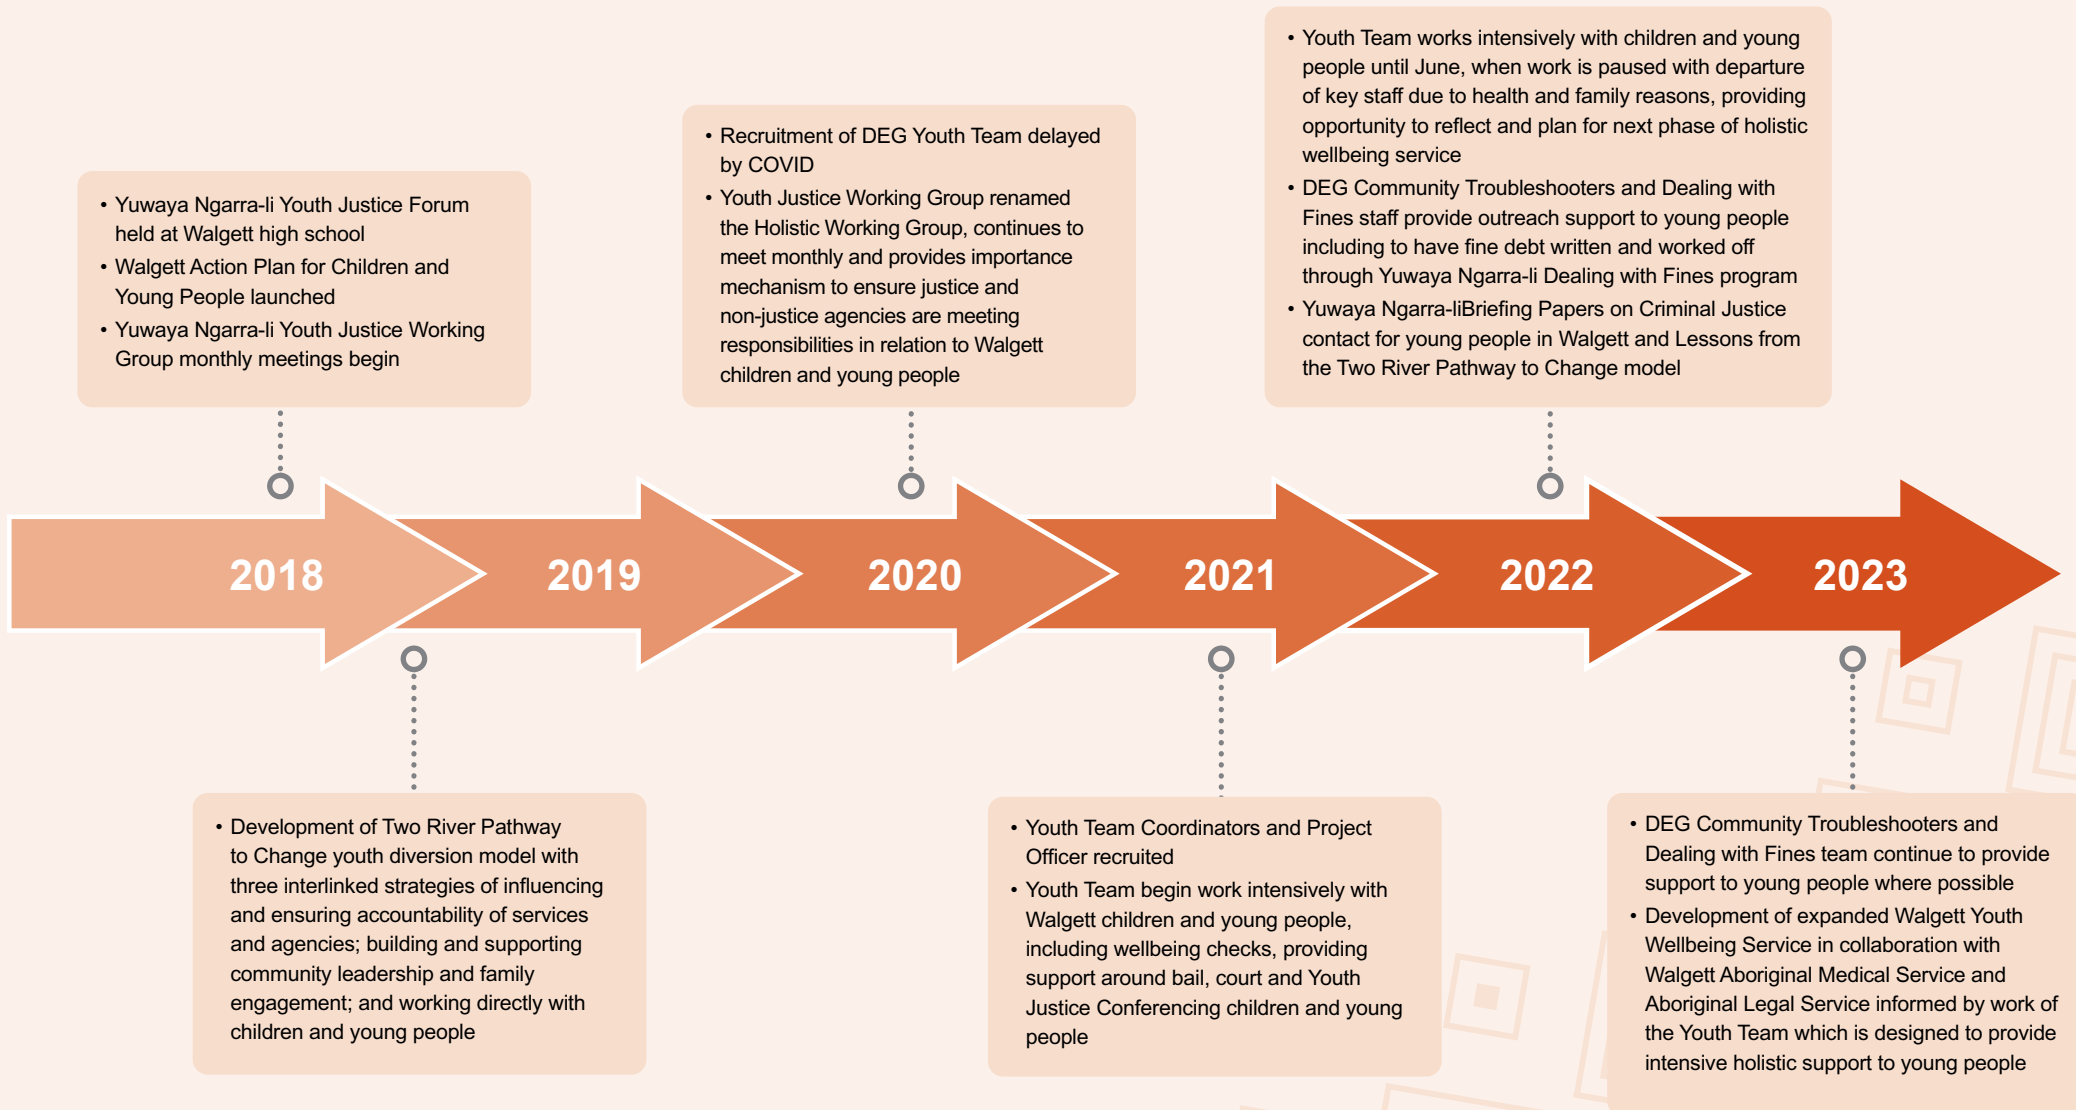 • Yuwaya Ngarra-li Youth Justice Forum
held at Walgett high school
• Walgett Action Plan for Children and
Young People launched
• Yuwaya Ngarra-li Youth Justice Working
Group monthly meetings begin
• Recruitment of DEG Youth Team delayed
by COVID
• Youth Justice Working Group renamed
the Holistic Working Group, continues to
meet monthly and provides importance
mechanism to ensure justice and
non-justice agencies are meeting
responsibilities in relation to Walgett
children and young people
• Youth Team works intensively with children and young
people until June, when work is paused with departure
of key staff due to health and family reasons, providing
opportunity to reflect and plan for next phase of holistic
wellbeing service
• DEG Community Troubleshooters and Dealing with
Fines staff provide outreach support to young people
including to have fine debt written and worked off
through Yuwaya Ngarra-li Dealing with Fines program
• Yuwaya Ngarra-liBriefing Papers on Criminal Justice
contact for young people in Walgett and Lessons from
the Two River Pathway to Change model
2018
2019
2020
2021
2022
2023
• Development of Two River Pathway
to Change youth diversion model with
three interlinked strategies of influencing
and ensuring accountability of services
and agencies; building and supporting
community leadership and family
engagement; and working directly with
children and young people
• Youth Team Coordinators and Project
Officer recruited
• Youth Team begin work intensively with
Walgett children and young people,
including wellbeing checks, providing
support around bail, court and Youth
Justice Conferencing children and young
people
• DEG Community Troubleshooters and
Dealing with Fines team continue to provide
support to young people where possible
• Development of expanded Walgett Youth
Wellbeing Service in collaboration with
Walgett Aboriginal Medical Service and
Aboriginal Legal Service informed by work of
the Youth Team which is designed to provide
intensive holistic support to young people